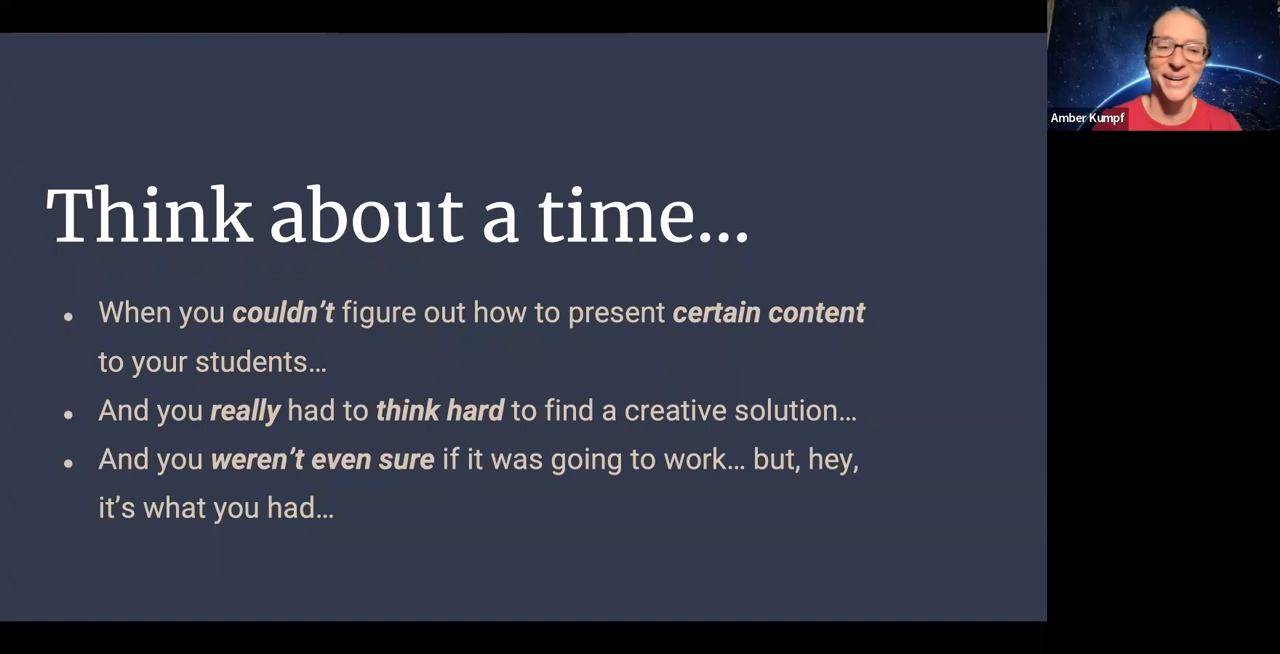 Think about a time...
• When you couldn’t figure out how to present certain content
to your students…
• And you really had to think hard to find a creative solution…
• And you weren’t even sure if it was going to work… but, hey,
it’s what you had…
Amber Kumpf